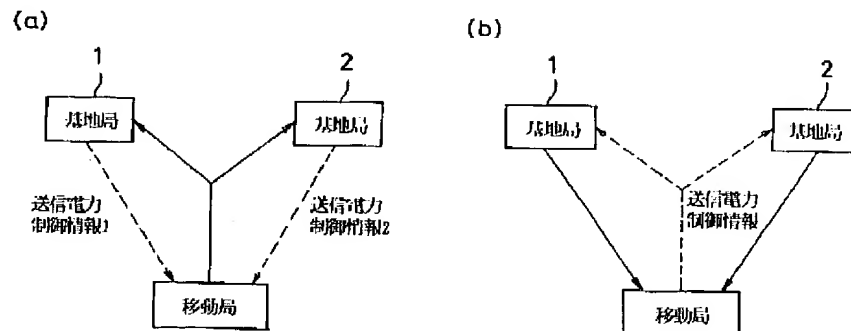 (a)
1
2
基地局
基地局
送信電力
制御情報1
送信電力
制御情報2
移動局
(b)
1
2
基地局
基地局
送信電力
制御情報
移動局